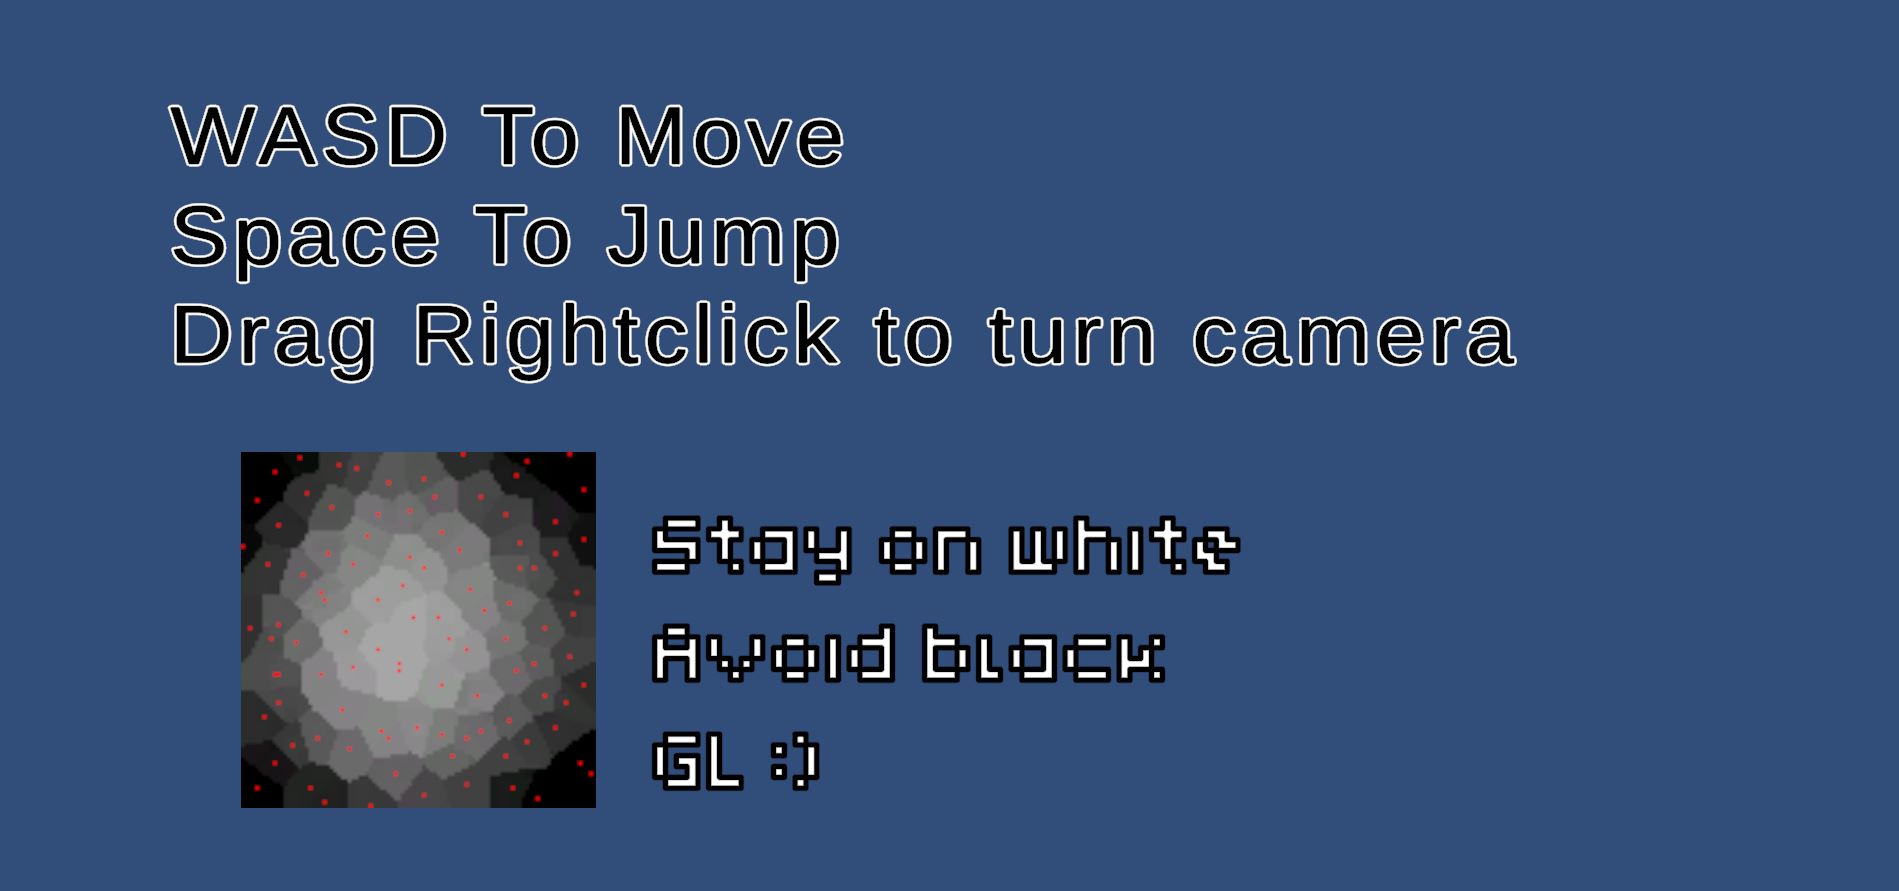 WASD To Move
Space To Jump
Drag Rightclick to turn camera
Stay on white
Avoid black
GL :)